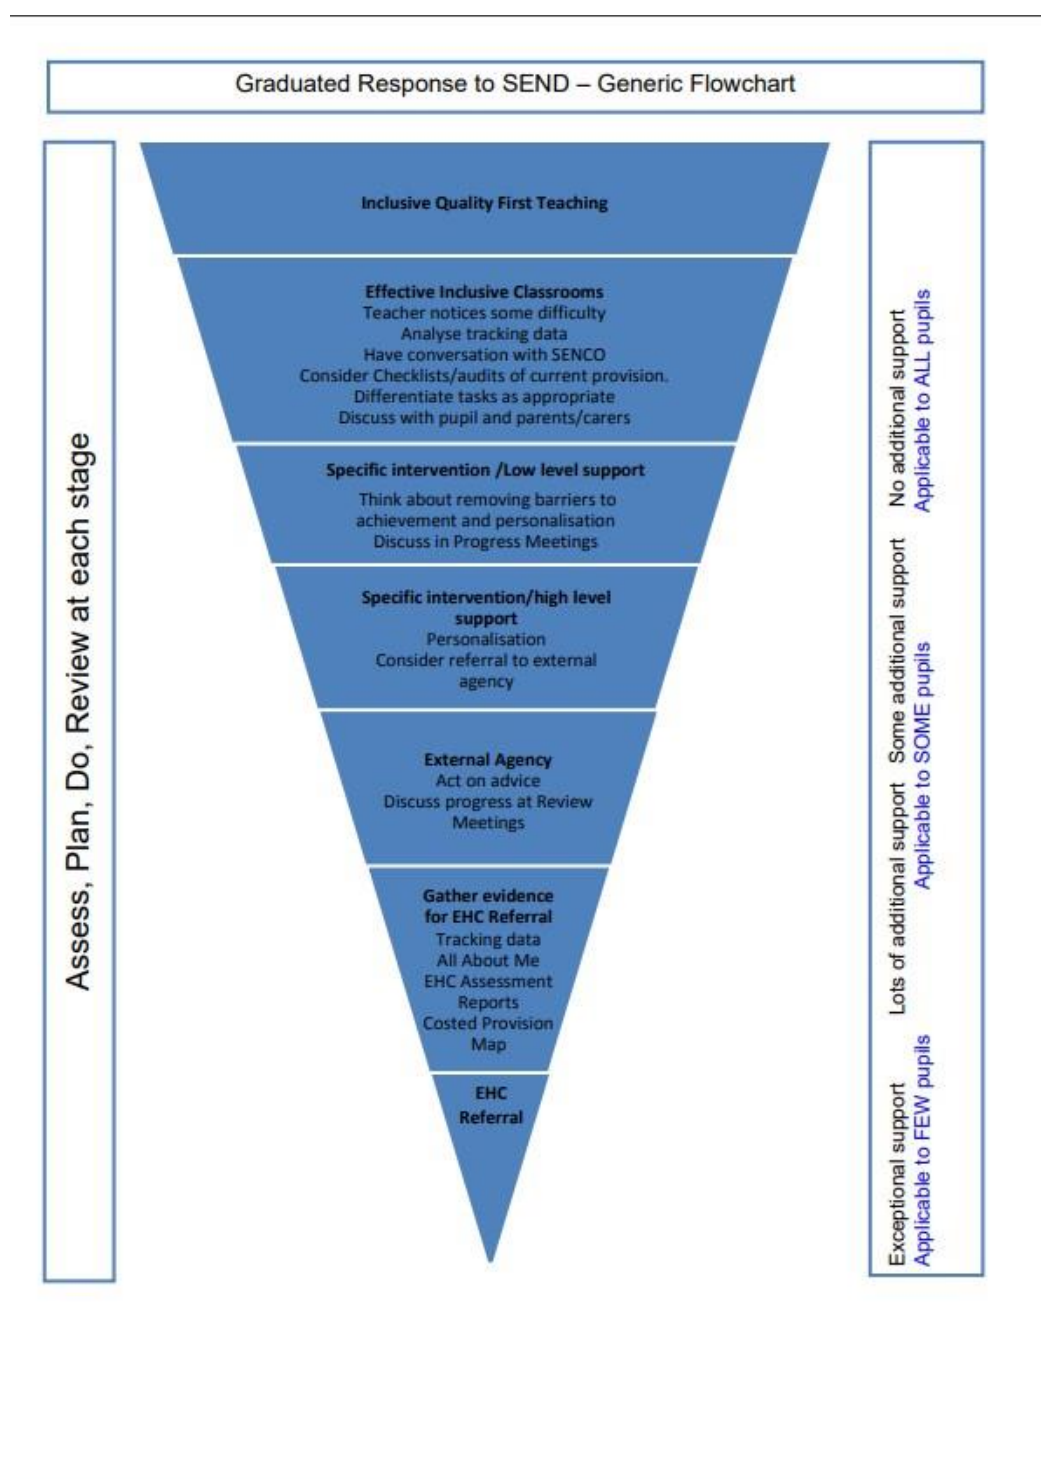 Graduated Response to SEND – Generic Flowchart
Assess, Plan, Do, Review at each stage
Inclusive Quality First Teaching
Effective Inclusive Classrooms
Teacher notices some difficulty
Analyse tracking data
Have conversation with SENCO
Consider Checklists/audits of current provision.
Differentiate tasks as appropriate
Discuss with pupil and parents/carers
Specific intervention /Low level support
Think about removing barriers to
achievement and personalisation
Discuss in Progress Meetings
Specific intervention/high level
support
Personalisation
Consider referral to external
agency
External Agency
Act on advice
Discuss progress at Review
Meetings
Gather evidence
for EHC Referral
Tracking data
All About Me
EHC Assessment
Reports
Costed Provision
Map
EHC
Referral
Exceptional support Lots of additional support Some additional support No additional support
Applicable to FEW pupils Applicable to SOME pupils Applicable to ALL pupils